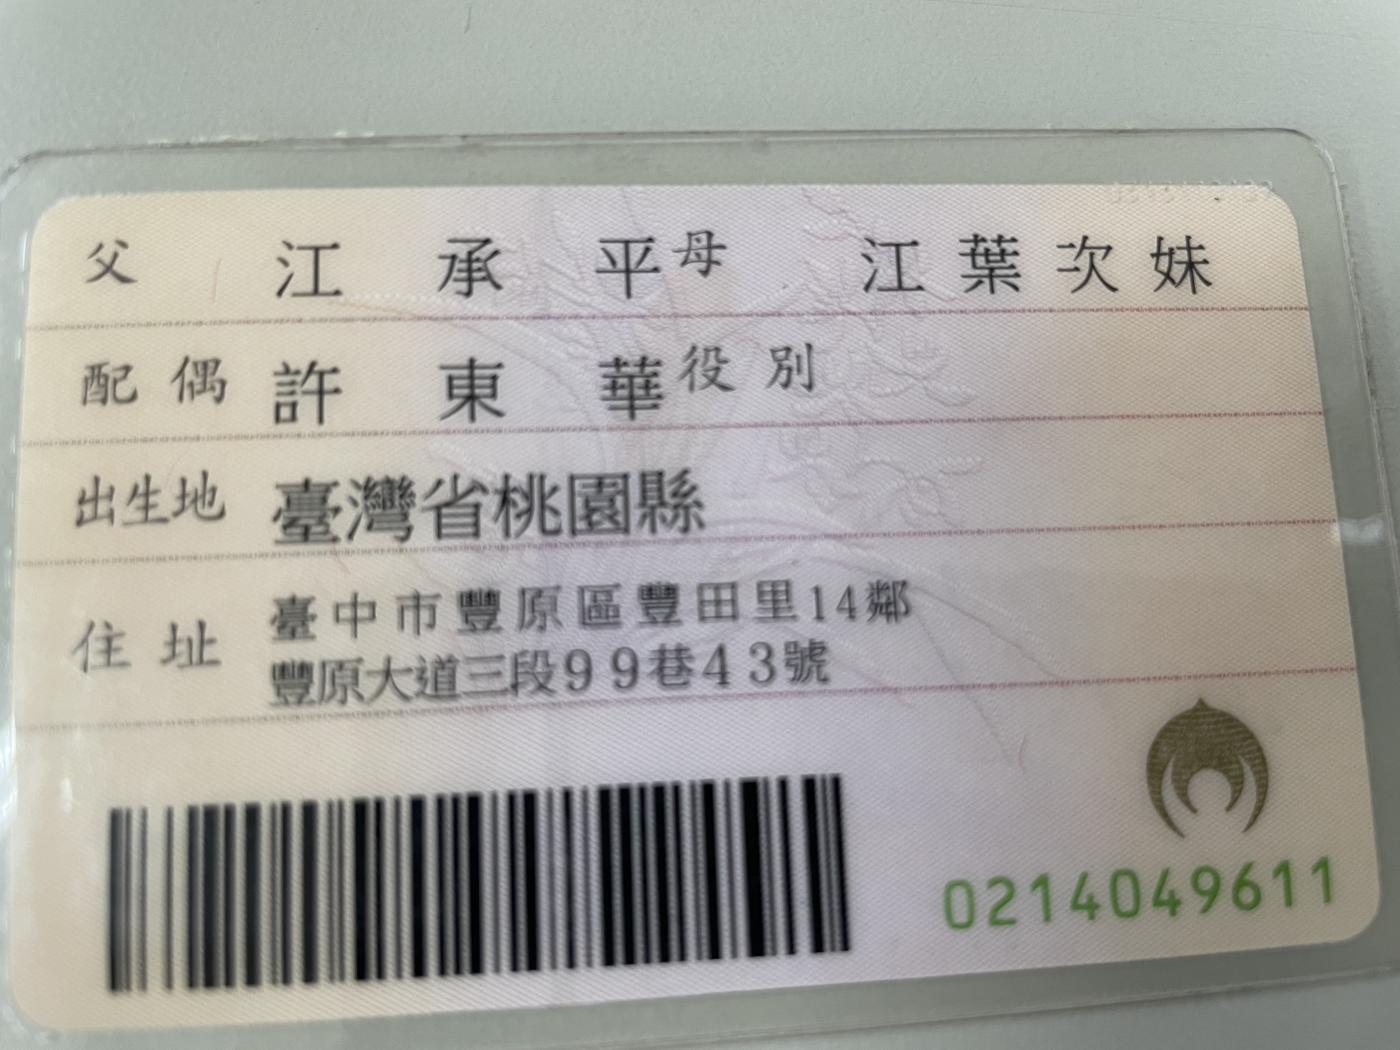 父 江承平 母 江葉次妹
配偶 許東華 役別
出生地 臺灣省桃園縣
住址 臺中市豐原區豐田里14鄰
豐原大道三段99巷43號
0214049611